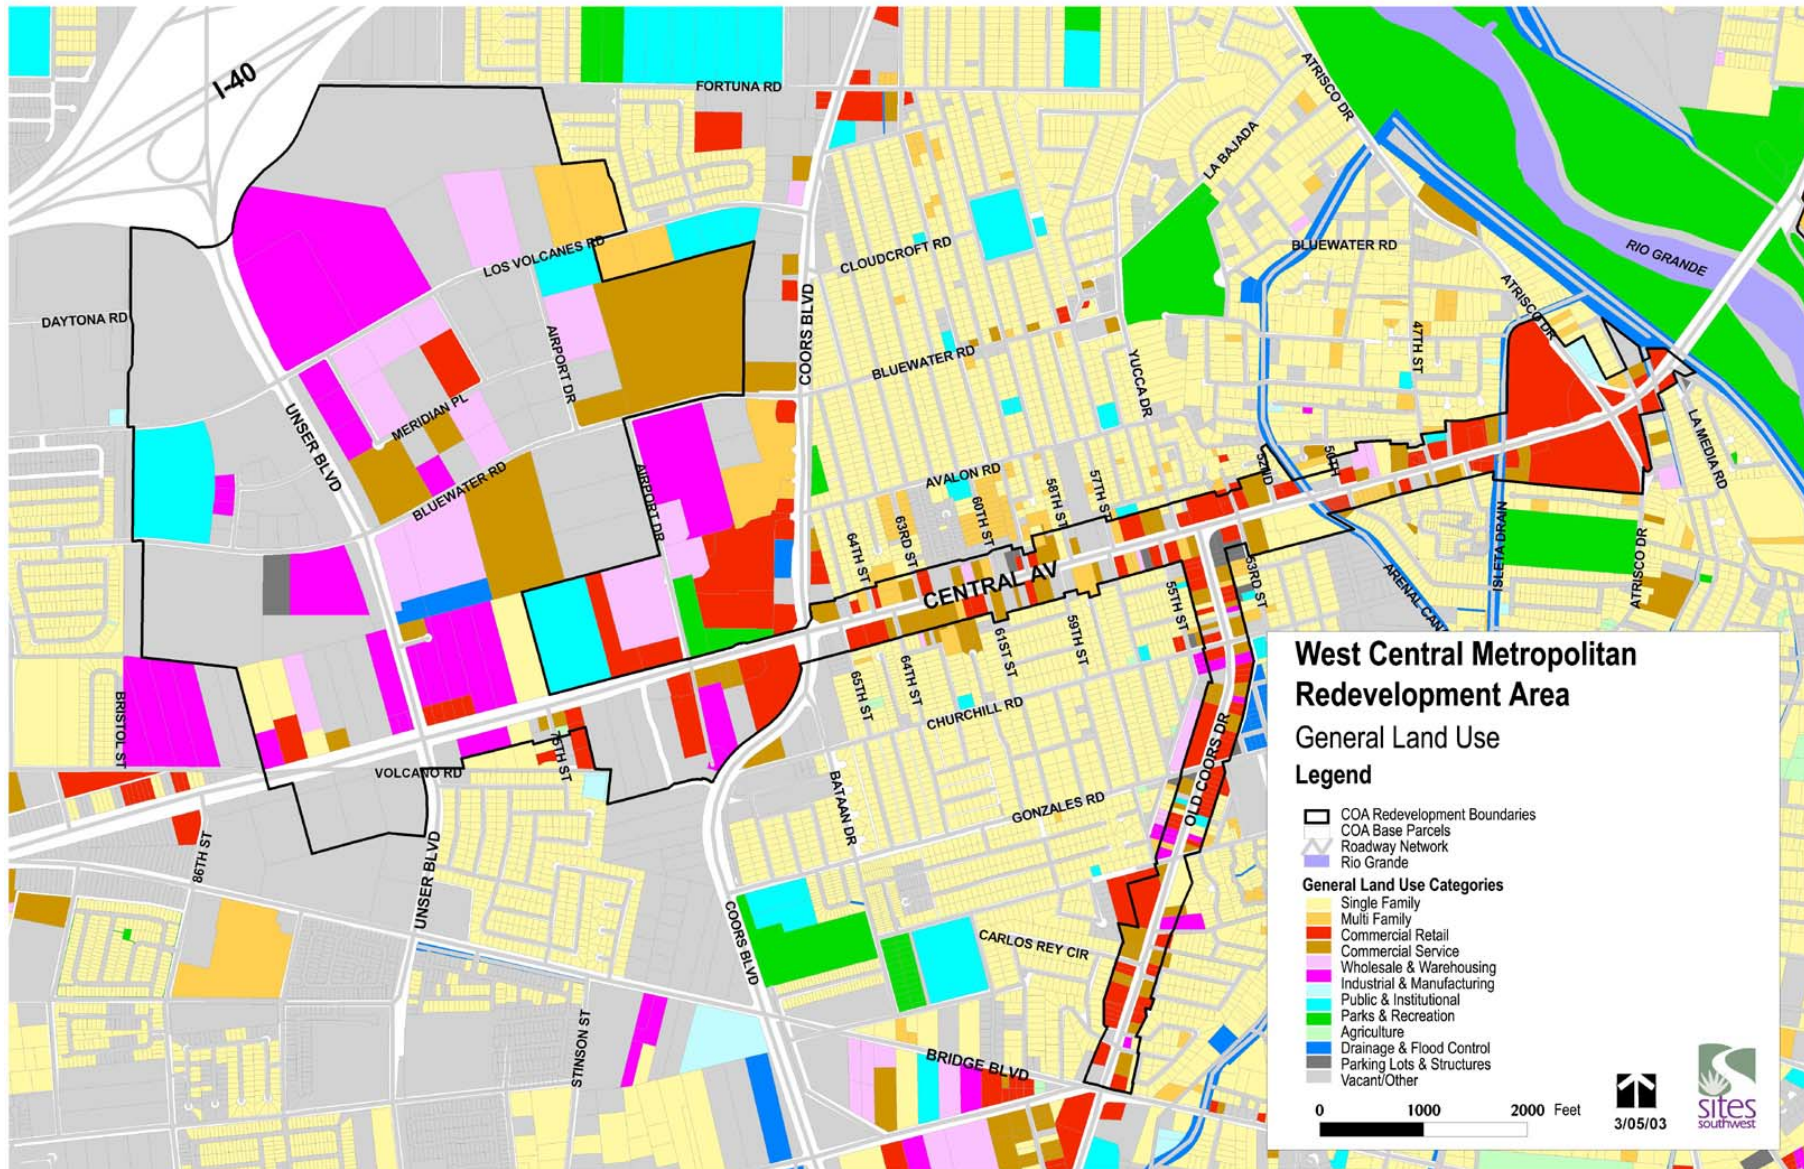 I-40
FORTUNA RD
ATRISCO DR
LA BAJADA
LOS VOLCANES RD
CLOUDCROFT RD
BLUEWATER RD
RIO GRANDE
DAYTONA RD
COORS BLVD
AIRPORT DR
ATRISCO DR
47TH ST
BLUEWATER RD
YUCCA DR
MERIDIAN PL
UNSER BLVD
LA MEDIA RD
AVALON RD
52ND
50TH
BLUEWATER RD
AIRPORT DR
58TH ST
57TH ST
60TH ST
63RD ST
64TH ST
CENTRAL AV
ISLETA DRAIN
ATRISCO DR
ARENAL CAN
53RD ST
55TH ST
59TH ST
61ST ST
64TH ST
65TH ST
CHURCHILL RD
BRISTOL ST
75TH ST
VOLCANO RD
OLD COORS DR
BATAAN DR
GONZALES RD
86TH ST
UNSER BLVD
COORS BLVD
CARLOS REY CIR
STINSON ST
BRIDGE BLVD
West Central Metropolitan
Redevelopment Area
General Land Use
Legend
COA Redevelopment Boundaries
COA Base Parcels
Roadway Network
Rio Grande
General Land Use Categories
Single Family
Multi Family
Commercial Retail
Commercial Service
Wholesale & Warehousing
Industrial & Manufacturing
Public & Institutional
Parks & Recreation
Agriculture
Drainage & Flood Control
Parking Lots & Structures
Vacant/Other
0 1000 2000 Feet
3/05/03
sites
southwest